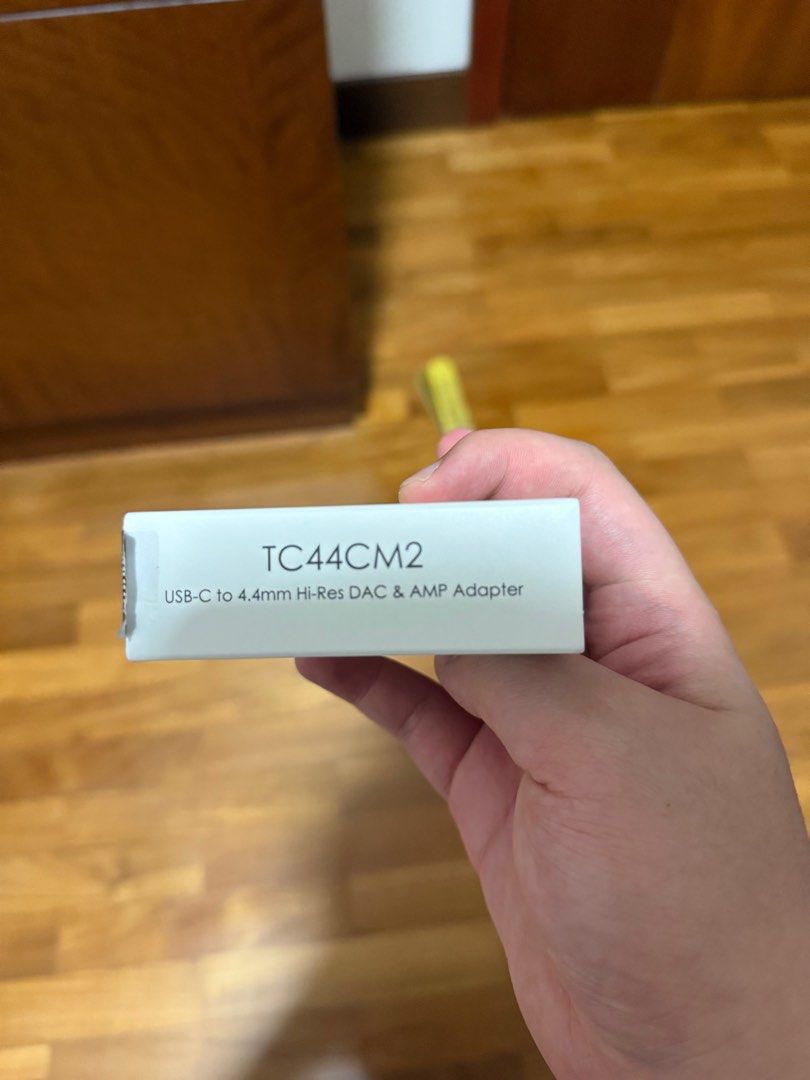 TC44CM2
USB-C to 4.4mm Hi-Res DAC & AMP Adapter